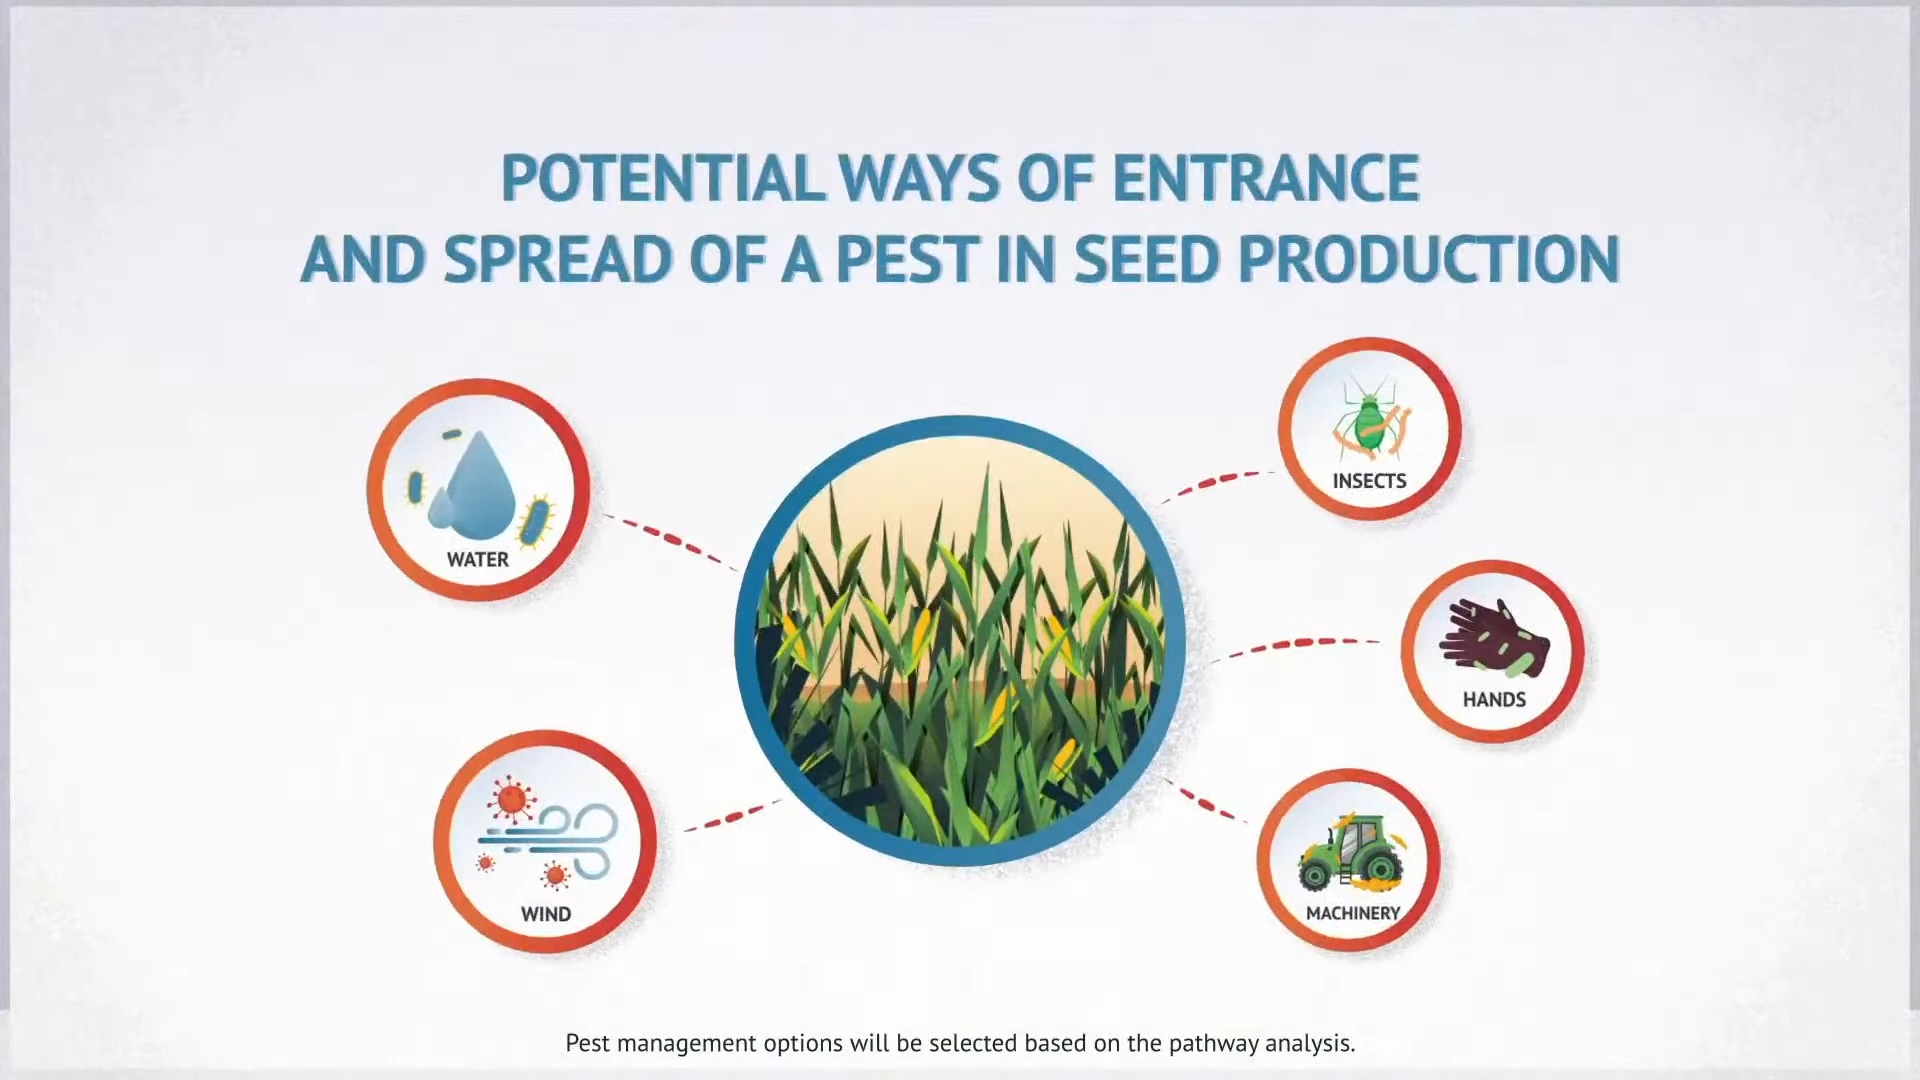 POTENTIAL WAYS OF ENTRANCE
AND SPREAD OF A PEST IN SEED PRODUCTION
WATER
INSECTS
HANDS
WIND
MACHINERY
Pest management options will be selected based on the pathway analysis.